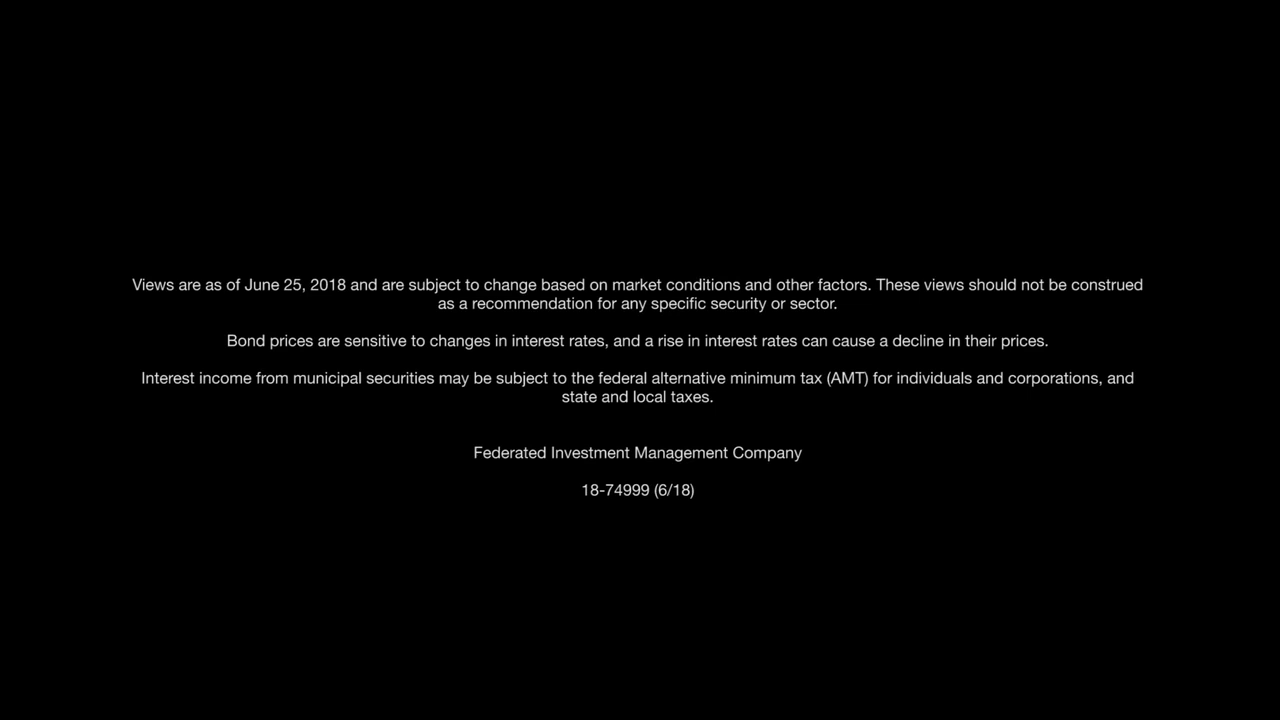 Views are as of June 25, 2018 and are subject to change based on market conditions and other factors. These views should not be construed
as a recommendation for any specific security or sector.
Bond prices are sensitive to changes in interest rates, and a rise in interest rates can cause a decline in their prices.
Interest income from municipal securities may be subject to the federal alternative minimum tax (AMT) for individuals and corporations, and
state and local taxes.
Federated Investment Management Company
18-74999 (6/18)